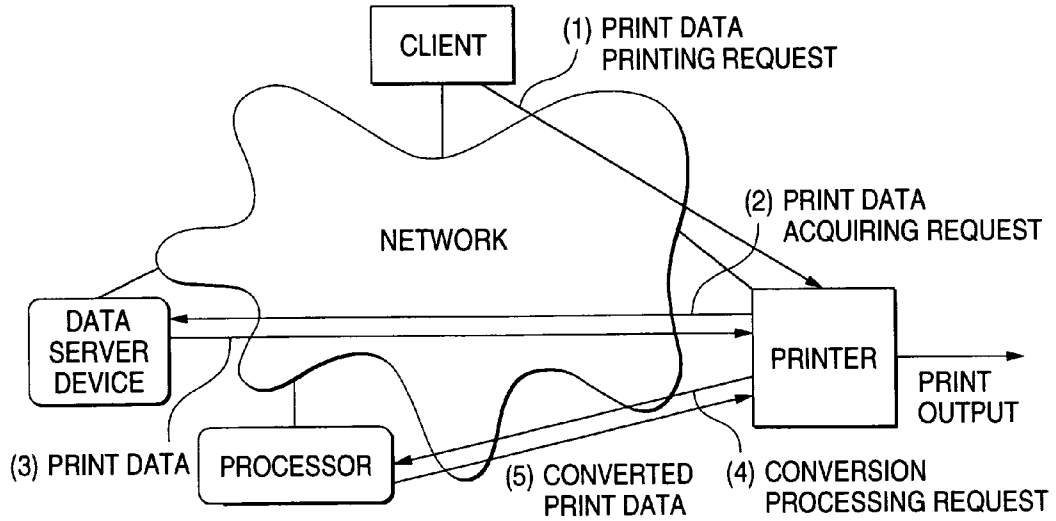 CLIENT
(1) PRINT DATA
PRINTING REQUEST
(2) PRINT DATA
ACQUIRING REQUEST
NETWORK
DATA
SERVER
DEVICE
PRINTER
PRINT
OUTPUT
(3) PRINT DATA
PROCESSOR
(5) CONVERTED
PRINT DATA
(4) CONVERSION
PROCESSING REQUEST